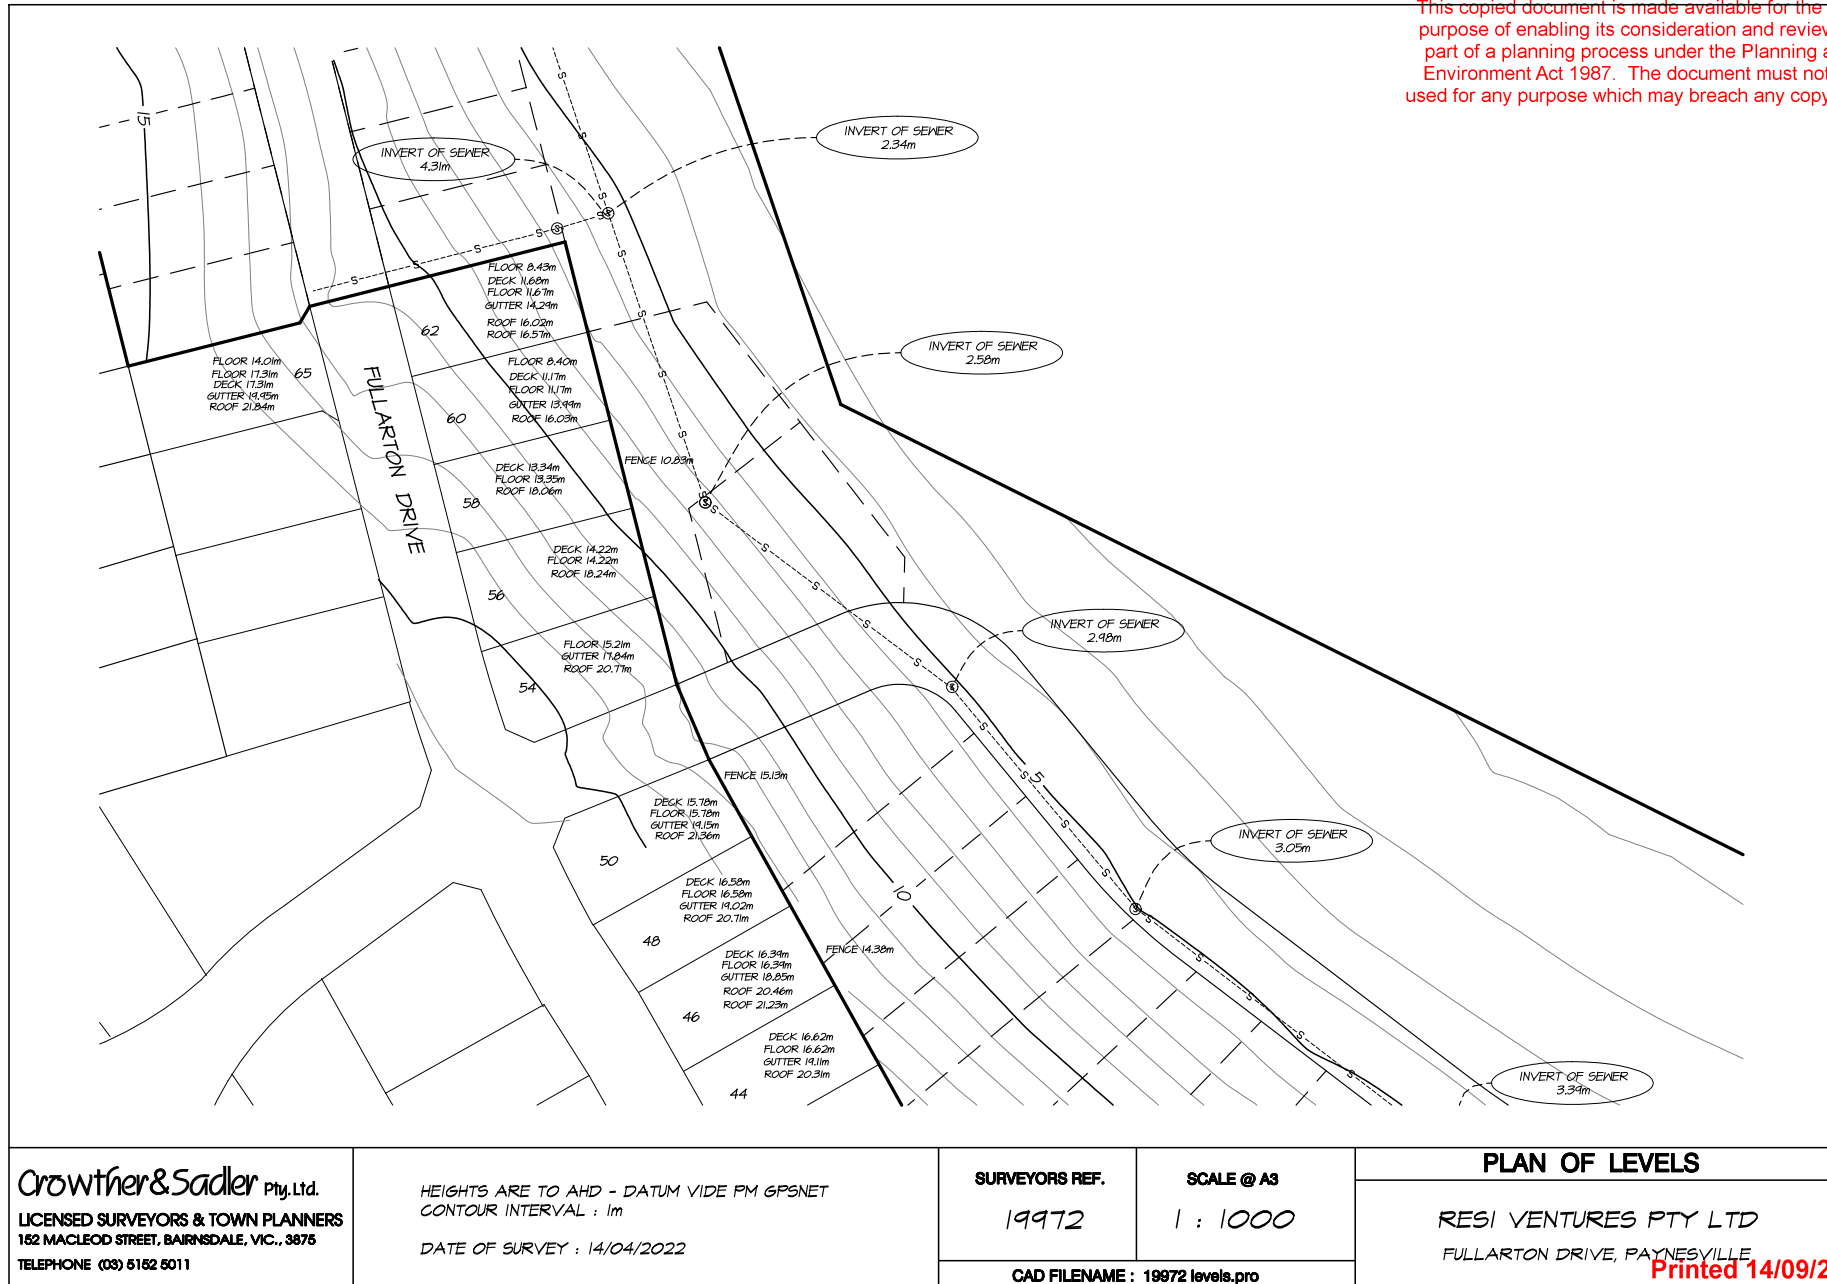 This copied document is made available for the
purpose of enabling its consideration and review
part of a planning process under the Planning a
Environment Act 1987. The document must not
used for any purpose which may breach any copy
15
INVERT OF SEWER
4.31m
INVERT OF SEWER
2.34m
FLOOR 8.43m
DECK 11.68m
FLOOR 11.67m
GUTTER 14.29m
ROOF 16.02m
ROOF 16.57m
62
INVERT OF SEWER
2.58m
FLOOR 14.01m
FLOOR 17.31m
DECK 17.31m
GUTTER 19.95m
ROOF 21.84m
65
FULLARTON DRIVE
FLOOR 8.40m
DECK 11.17m
FLOOR 11.17m
GUTTER 13.99m
ROOF 16.03m
60
FENCE 10.83m
DECK 13.34m
FLOOR 13.35m
ROOF 18.06m
58
DECK 14.22m
FLOOR 14.22m
ROOF 18.24m
56
INVERT OF SEWER
2.98m
FLOOR 15.21m
GUTTER 17.84m
ROOF 20.77m
54
FENCE 15.13m
5
DECK 15.78m
FLOOR 15.78m
GUTTER 19.15m
ROOF 21.36m
50
INVERT OF SEWER
3.05m
DECK 16.58m
FLOOR 16.58m
GUTTER 19.02m
ROOF 20.71m
48
10
FENCE 14.38m
DECK 16.39m
FLOOR 16.39m
GUTTER 18.85m
ROOF 20.46m
ROOF 21.23m
46
DECK 16.62m
FLOOR 16.62m
GUTTER 19.11m
ROOF 20.31m
44
INVERT OF SEWER
3.39m
Crowther & Sadler Pty. Ltd.
LICENSED SURVEYORS & TOWN PLANNERS
152 MACLEOD STREET, BAIRNSDALE, VIC., 3875
TELEPHONE (03) 5152 5011
HEIGHTS ARE TO AHD - DATUM VIDE PM GPSNET
CONTOUR INTERVAL : 1m
DATE OF SURVEY : 14/04/2022
SURVEYORS REF.
19972
SCALE @ A3
1 : 1000
CAD FILENAME : 19972 levels.pro
PLAN OF LEVELS
RESI VENTURES PTY LTD
FULLARTON DRIVE, PAYNESVILLE
Printed 14/09/2